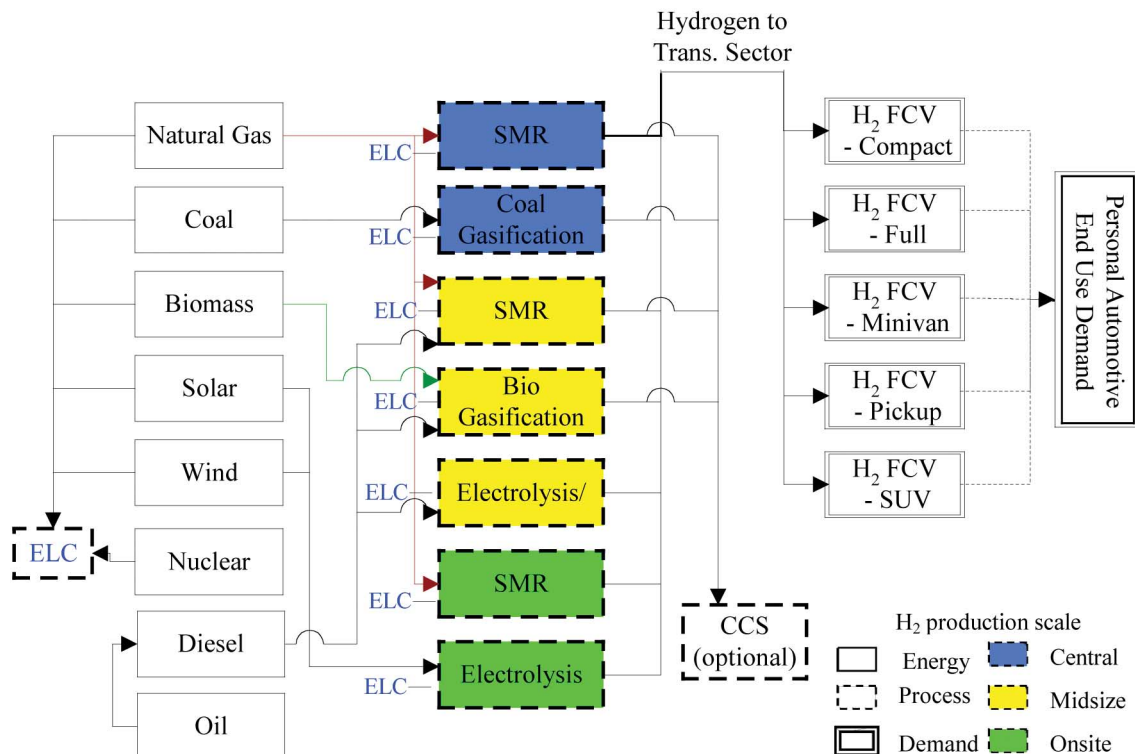 Hydrogen to
Trans. Sector
Natural Gas
Coal
Biomass
Solar
Wind
Nuclear
Diesel
Oil
ELC
SMR
ELC
Coal
Gasification
ELC
SMR
ELC
Bio
Gasification
ELC
Electrolysis/
ELC
SMR
ELC
Electrolysis
ELC
CCS
(optional)
H₂ FCV
- Compact
H₂ FCV
- Full
H₂ FCV
- Minivan
H₂ FCV
- Pickup
H₂ FCV
- SUV
Personal Automotive
End Use Demand
H₂ production scale
Energy
Central
Process
Midsize
Demand
Onsite